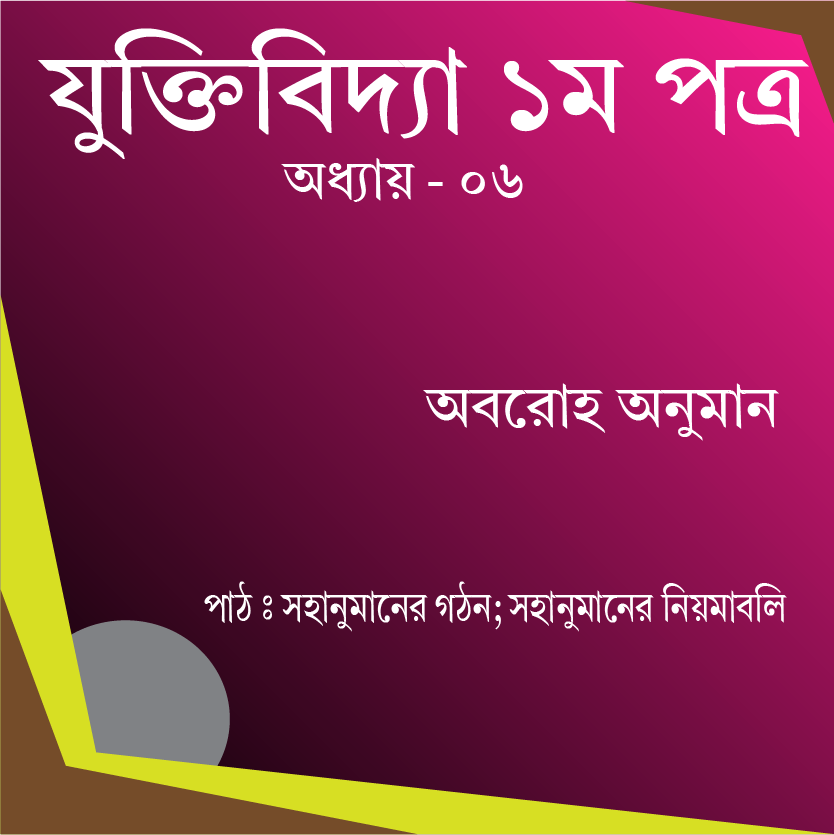 যুক্তিবিদ্যা ১ম পত্র
অধ্যায় - ০৬
অবরোহ অনুমান
পাঠ ঃ সহানুমানের গঠন; সহানুমানের নিয়মাবলি